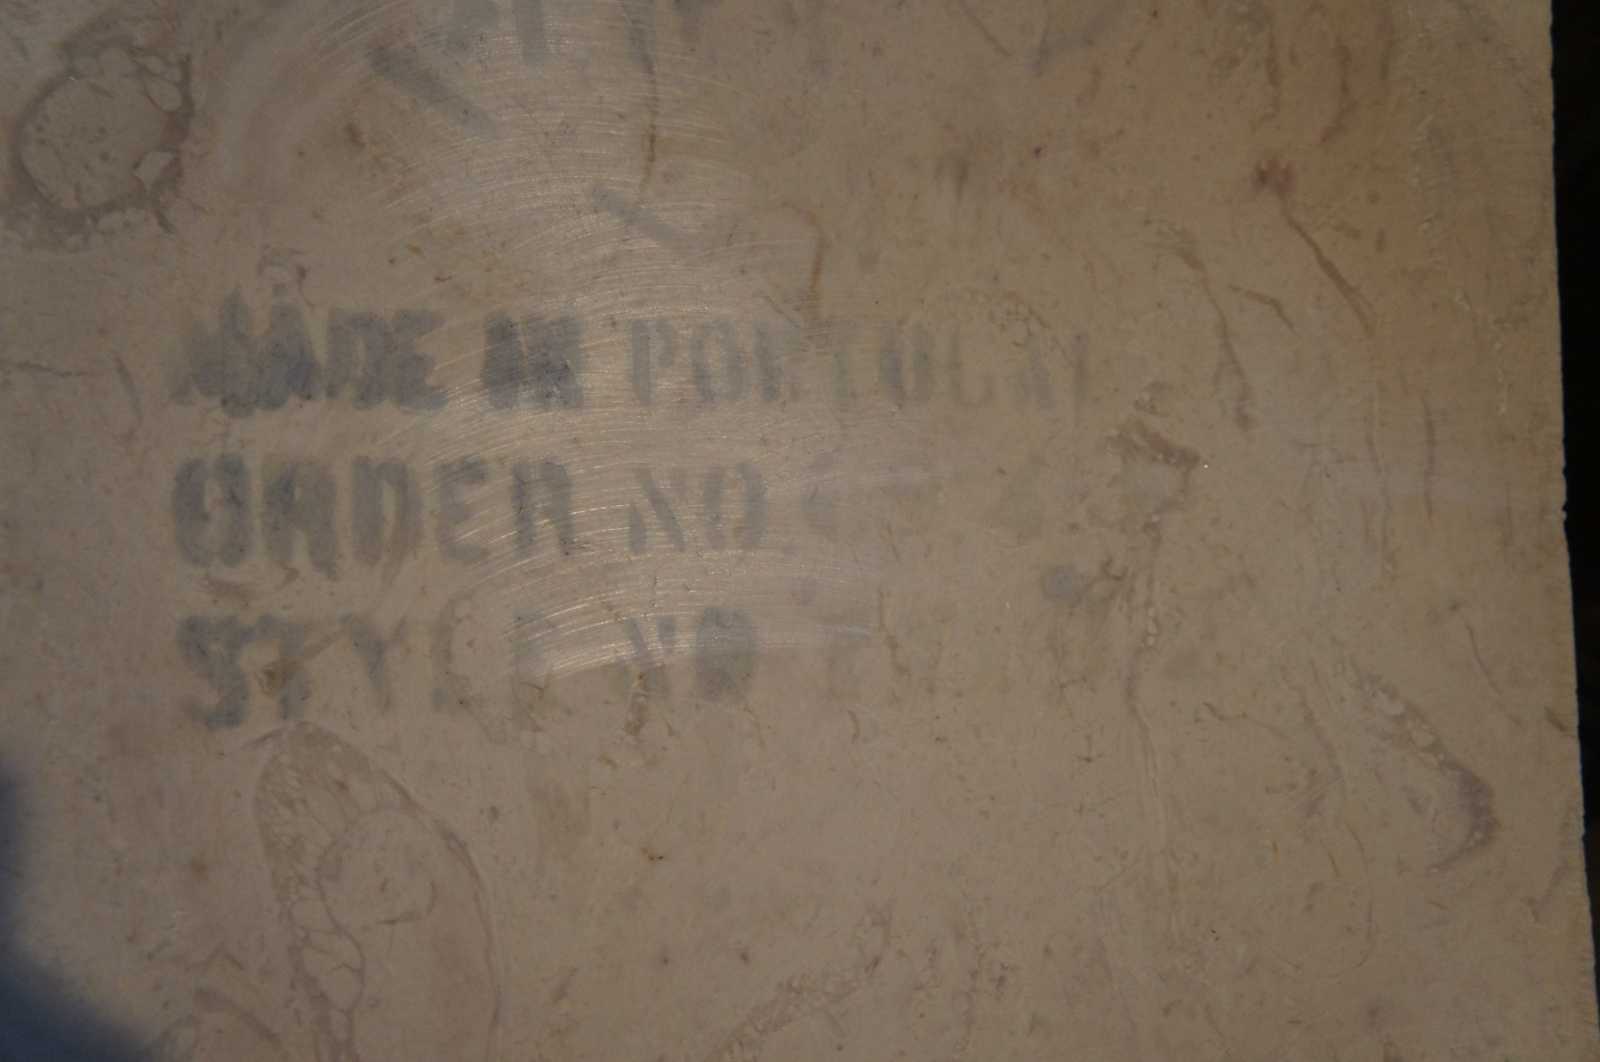 MADE IN PORTUGAL
ORDER NO
STYLE NO